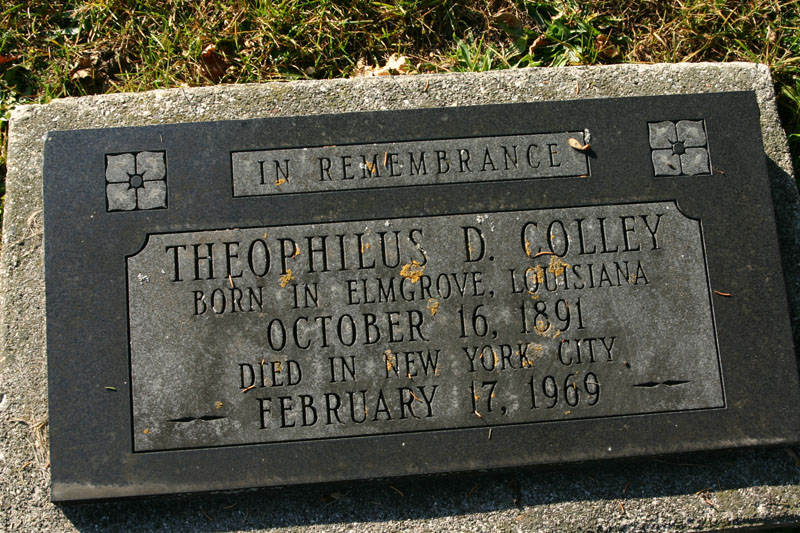 IN REMEMBRANCE
THEOPHILUS D. COLLEY
BORN IN ELMGROVE, LOUISIANA
OCTOBER 16, 1891
DIED IN NEW YORK CITY
FEBRUARY 17, 1969